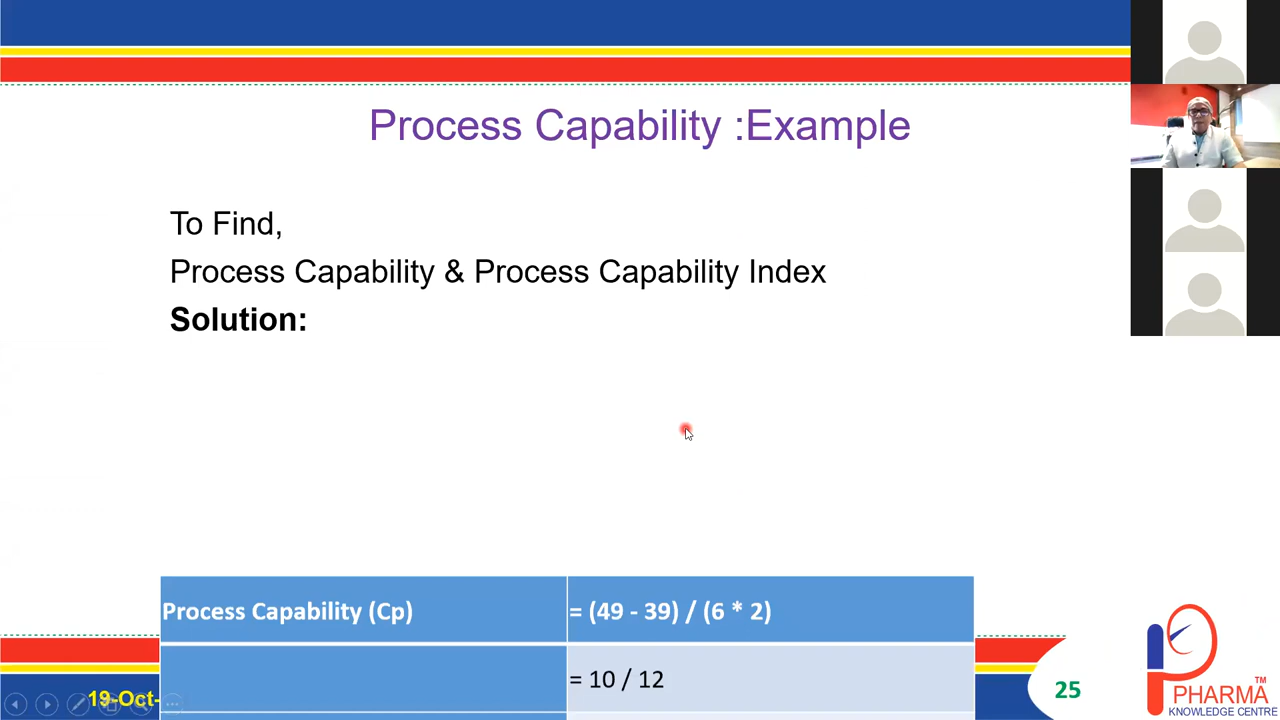 Process Capability :Example
To Find,
Process Capability & Process Capability Index
Solution:
Process Capability (Cp) = (49 - 39) / (6 * 2)
= 10 / 12
19-Oct-
25
PHARMA™
KNOWLEDGE CENTRE